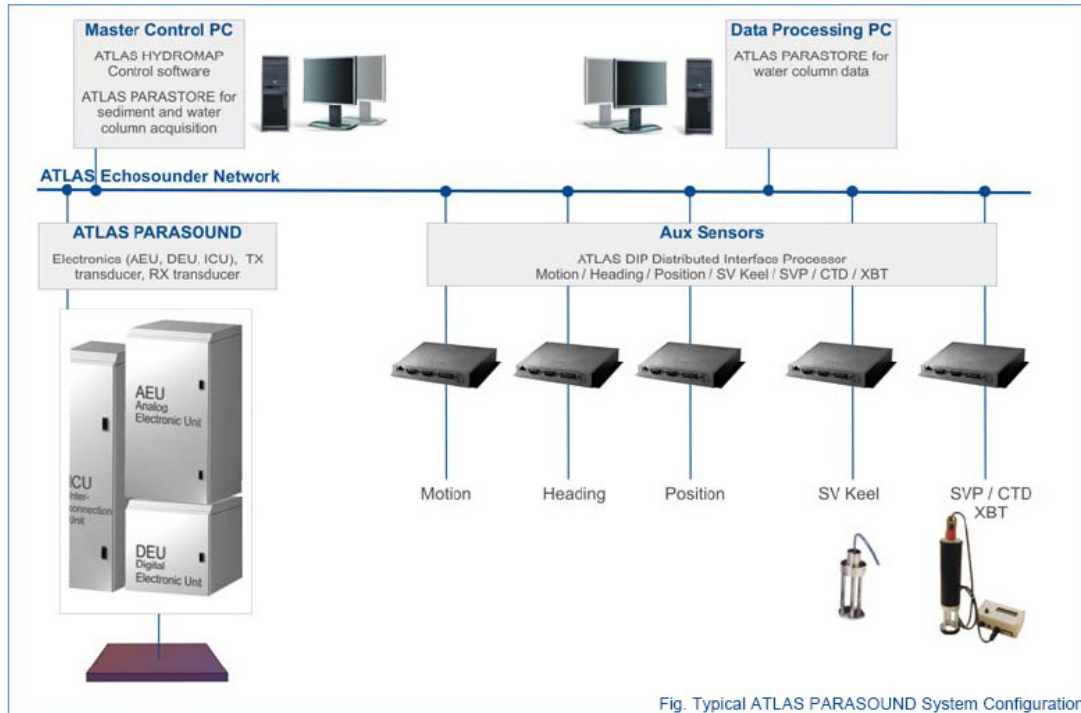 Master Control PC
ATLAS HYDROMAP
Control software
ATLAS PARASTORE for
sediment and water
column acquisition
Data Processing PC
ATLAS PARASTORE for
water column data
ATLAS Echosounder Network
ATLAS PARASOUND
Electronics (AEU, DEU, ICU), TX
transducer, RX transducer
Aux Sensors
ATLAS DIP Distributed Interface Processor
Motion / Heading / Position / SV Keel / SVP / CTD / XBT
AEU
Analog
Electronic Unit
ICU
Inter-
connection
Unit
DEU
Digital
Electronic Unit
Motion
Heading
Position
SV Keel
SVP / CTD
XBT
Fig. Typical ATLAS PARASOUND System Configuration